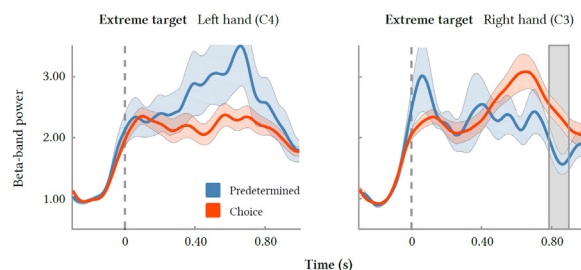 Extreme target Left hand (C4)
Extreme target Right hand (C3)
Beta-band power
3.00
2.00
1.00
Predetermined
Choice
0 0.40 0.80
0 0.40 0.80
Time (s)